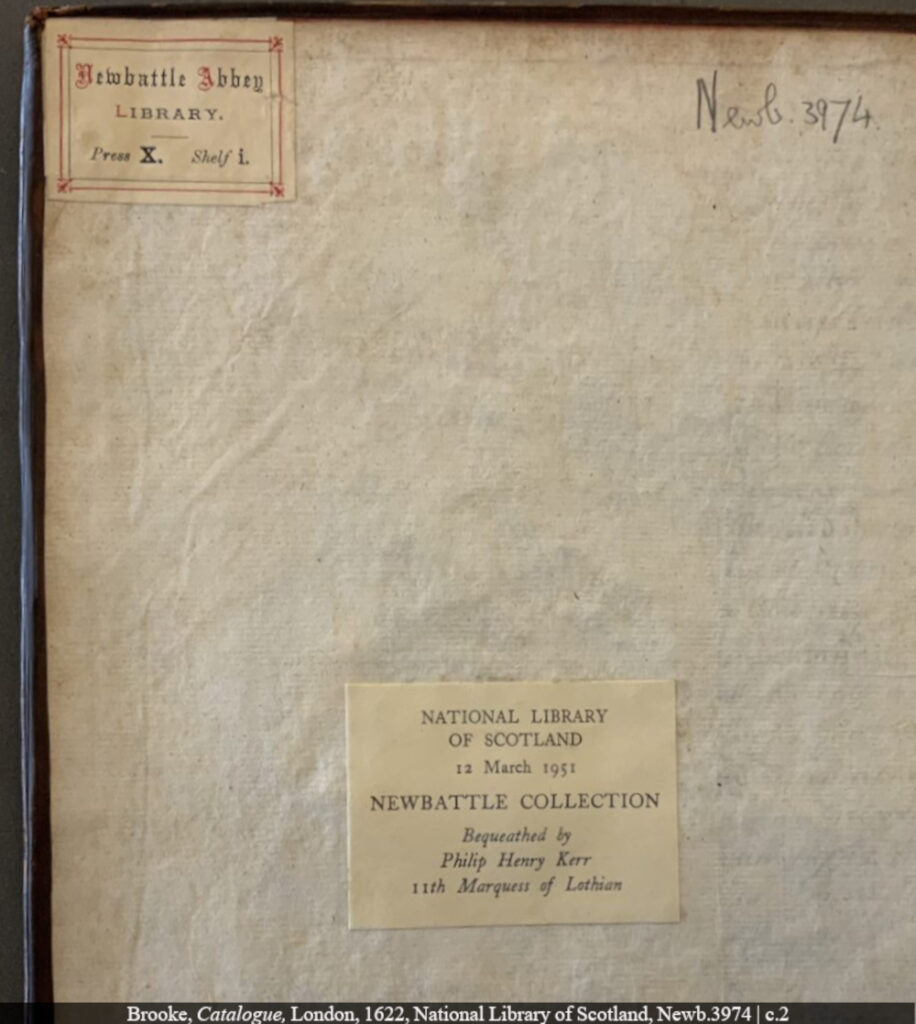 Newbattle Abbey
LIBRARY.
Press X. Shelf i.
Newb. 3974.
NATIONAL LIBRARY
OF SCOTLAND
12 March 1951
NEWBATTLE COLLECTION
Bequeathed by
Philip Henry Kerr
11th Marquess of Lothian
Brooke, Catalogue, London, 1622, National Library of Scotland, Newb.3974 | c.2